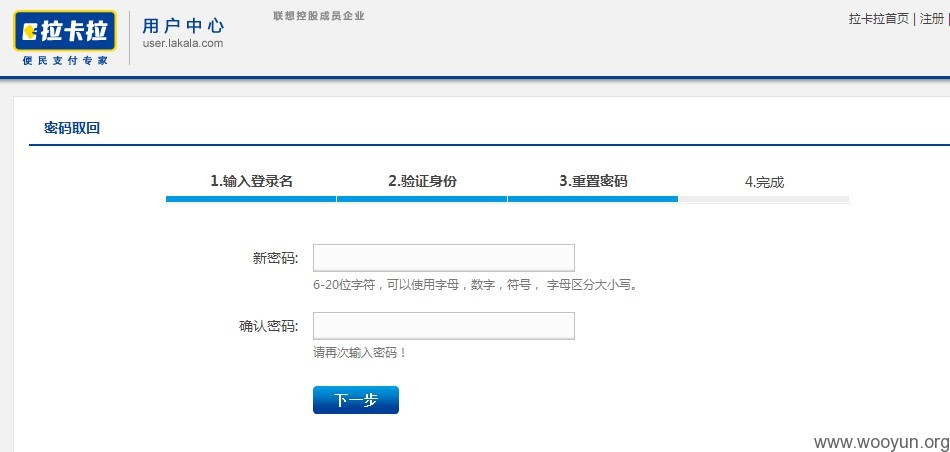 拉卡拉
便民支付专家
用户中心
user.lakala.com
联想控股成员企业
拉卡拉首页 | 注册 |
密码取回
1.输入登录名
2.验证身份
3.重置密码
4.完成
新密码:
6-20位字符，可以使用字母，数字，符号， 字母区分大小写。
确认密码:
请再次输入密码！
下一步
www.wooyun.org